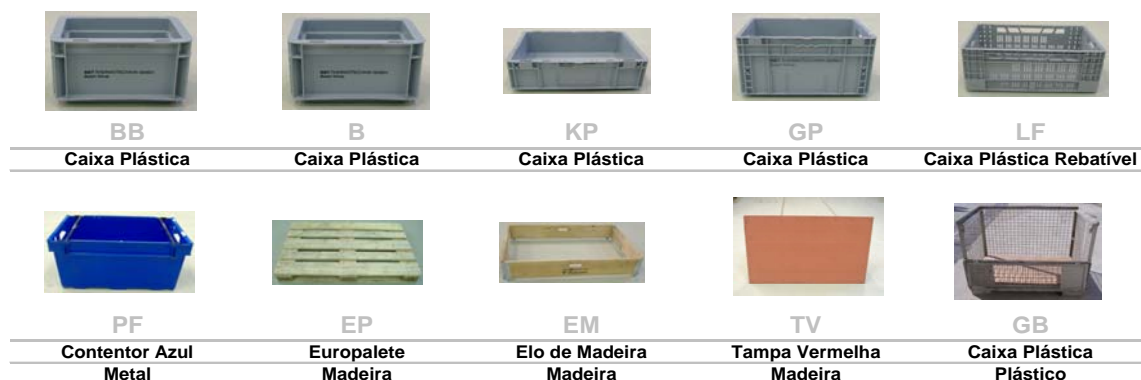 BB B KP GP LF
Caixa Plástica Caixa Plástica Caixa Plástica Caixa Plástica Caixa Plástica Rebatível
PF EP EM TV GB
Contentor Azul Europalete Elo de Madeira Tampa Vermelha Caixa Plástica
Metal Madeira Madeira Madeira Plástico